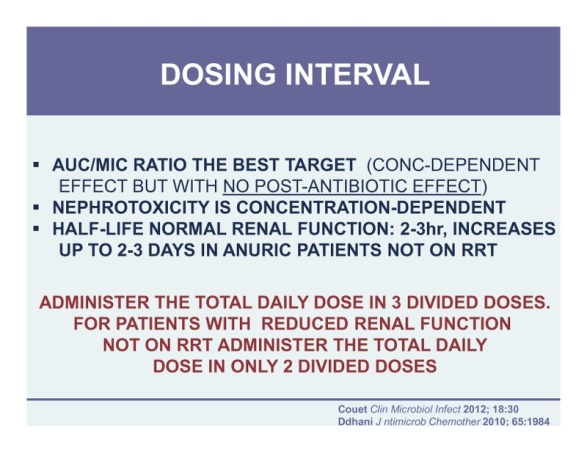 DOSING INTERVAL
▪ AUC/MIC RATIO THE BEST TARGET (CONC-DEPENDENT
EFFECT BUT WITH NO POST-ANTIBIOTIC EFFECT)
▪ NEPHROTOXICITY IS CONCENTRATION-DEPENDENT
▪ HALF-LIFE NORMAL RENAL FUNCTION: 2-3hr, INCREASES
UP TO 2-3 DAYS IN ANURIC PATIENTS NOT ON RRT
ADMINISTER THE TOTAL DAILY DOSE IN 3 DIVIDED DOSES.
FOR PATIENTS WITH REDUCED RENAL FUNCTION
NOT ON RRT ADMINISTER THE TOTAL DAILY
DOSE IN ONLY 2 DIVIDED DOSES
Couet Clin Microbiol Infect 2012; 18:30
Ddhani J ntimicrob Chemother 2010; 65:1984